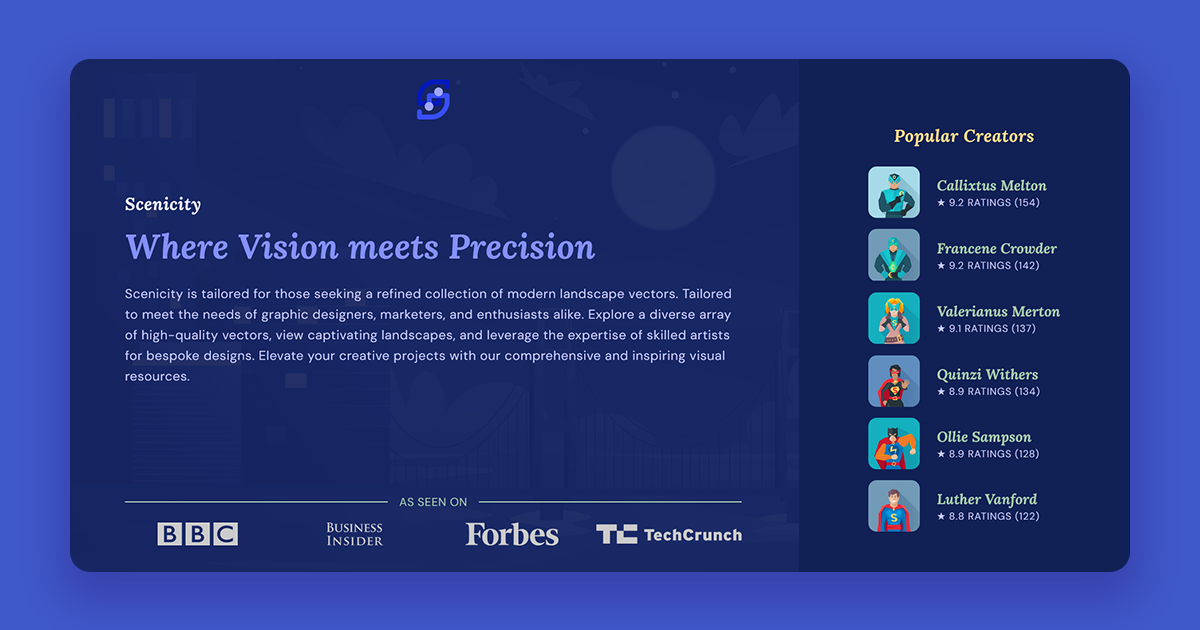 Scenicity
Where Vision meets Precision
Scenicity is tailored for those seeking a refined collection of modern landscape vectors. Tailored
to meet the needs of graphic designers, marketers, and enthusiasts alike. Explore a diverse array
of high-quality vectors, view captivating landscapes, and leverage the expertise of skilled artists
for bespoke designs. Elevate your creative projects with our comprehensive and inspiring visual
resources.
AS SEEN ON
BBC
BUSINESS
INSIDER
Forbes
TC TechCrunch
Popular Creators
Callixtus Melton
★ 9.2 RATINGS (154)
Francene Crowder
★ 9.2 RATINGS (142)
Valerianus Merton
★ 9.1 RATINGS (137)
Quinzi Withers
★ 8.9 RATINGS (134)
Ollie Sampson
★ 8.9 RATINGS (128)
Luther Vanford
★ 8.8 RATINGS (122)